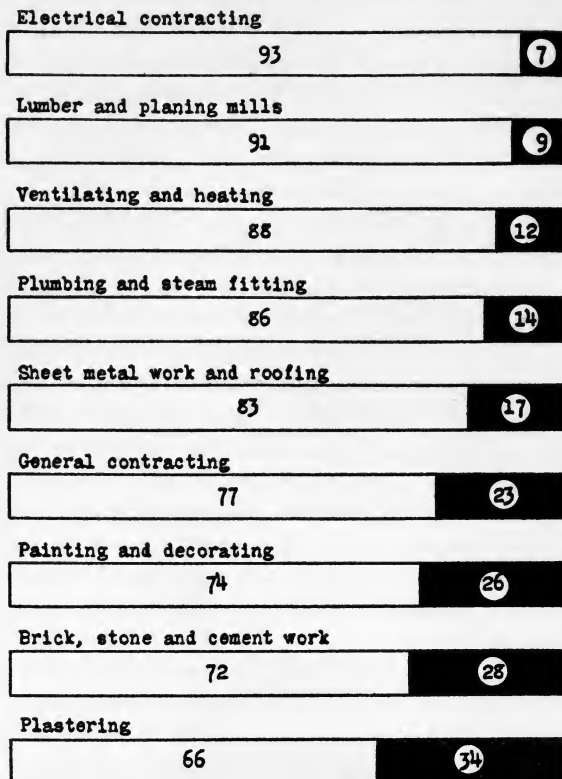 Electrical contracting
93 7
Lumber and planing mills
91 9
Ventilating and heating
88 12
Plumbing and steam fitting
86 14
Sheet metal work and roofing
83 17
General contracting
77 23
Painting and decorating
74 26
Brick, stone and cement work
72 28
Plastering
66 34